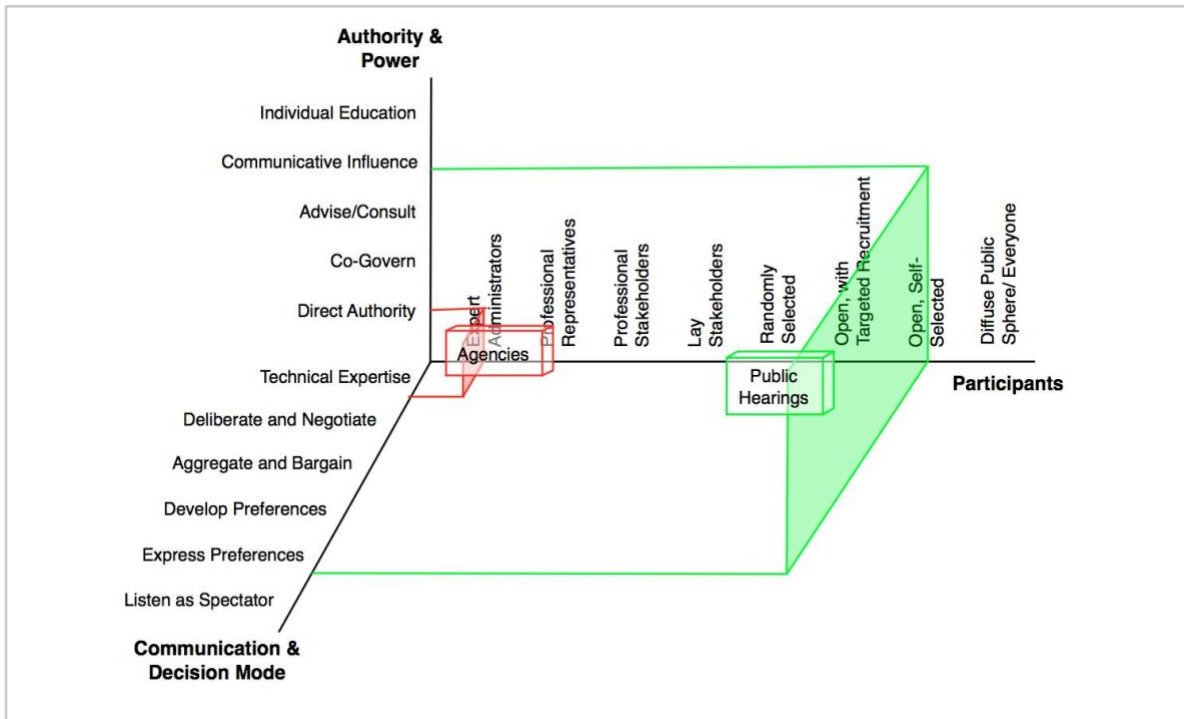 Authority &
Power
Individual Education
Communicative Influence
Advise/Consult
Co-Govern
Direct Authority
Expert
Administrators
Professional
Representatives
Professional
Stakeholders
Lay
Stakeholders
Randomly
Selected
Open, with
Targeted Recruitment
Open, Self-
Selected
Diffuse Public
Sphere/ Everyone
Agencies
Public
Hearings
Participants
Technical Expertise
Deliberate and Negotiate
Aggregate and Bargain
Develop Preferences
Express Preferences
Listen as Spectator
Communication &
Decision Mode